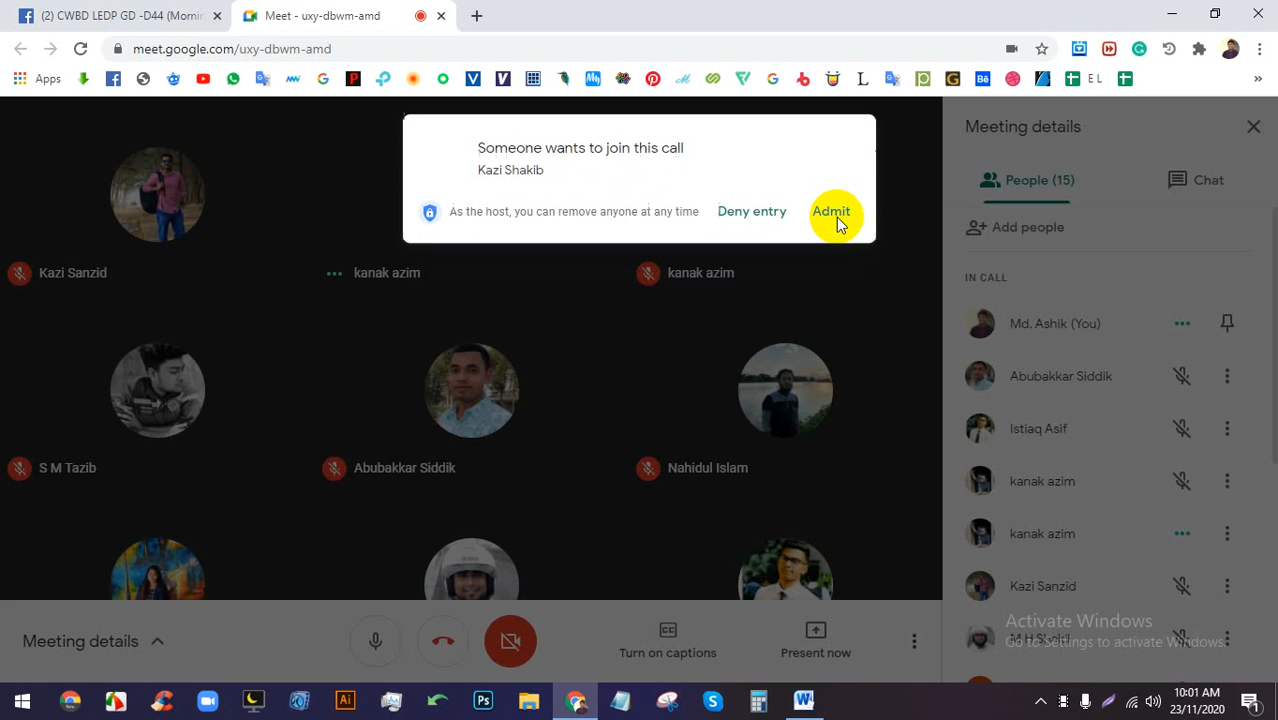 (2) CWBD LEDP GD -D44 (Morni
Meet - uxy-dbwm-amd
meet.google.com/uxy-dbwm-amd
Apps
E L
Someone wants to join this call
Kazi Shakib
As the host, you can remove anyone at any time
Deny entry
Admit
Meeting details
People (15)
Chat
Add people
IN CALL
Md. Ashik (You)
Abubakkar Siddik
Istiaq Asif
kanak azim
kanak azim
Kazi Sanzid
Kazi Sanzid
kanak azim
kanak azim
S M Tazib
Abubakkar Siddik
Nahidul Islam
Activate Windows
Go to Settings to activate Windows.
Meeting details
Turn on captions
Present now
10:01 AM
23/11/2020